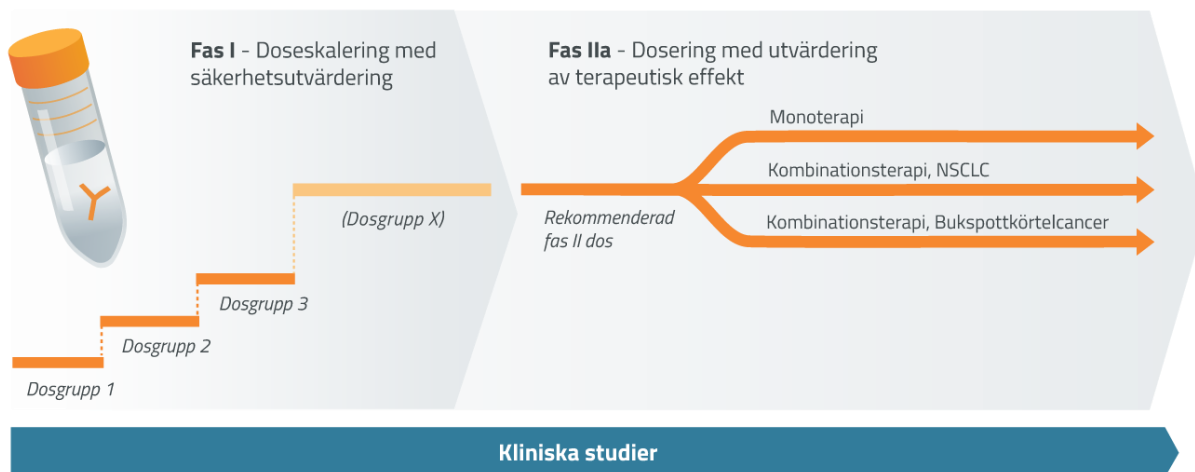 Fas I - Doseskalering med
säkerhetsutvärdering
Fas IIa - Dosering med utvärdering
av terapeutisk effekt
Monoterapi
Kombinationsterapi, NSCLC
Kombinationsterapi, Bukspottkörtelcancer
Rekommenderad
fas II dos
(Dosgrupp X)
Dosgrupp 3
Dosgrupp 2
Dosgrupp 1
Kliniska studier